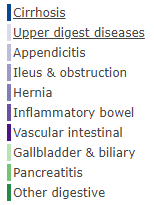 Cirrhosis
Upper digest diseases
Appendicitis
Ileus & obstruction
Hernia
Inflammatory bowel
Vascular intestinal
Gallbladder & biliary
Pancreatitis
Other digestive